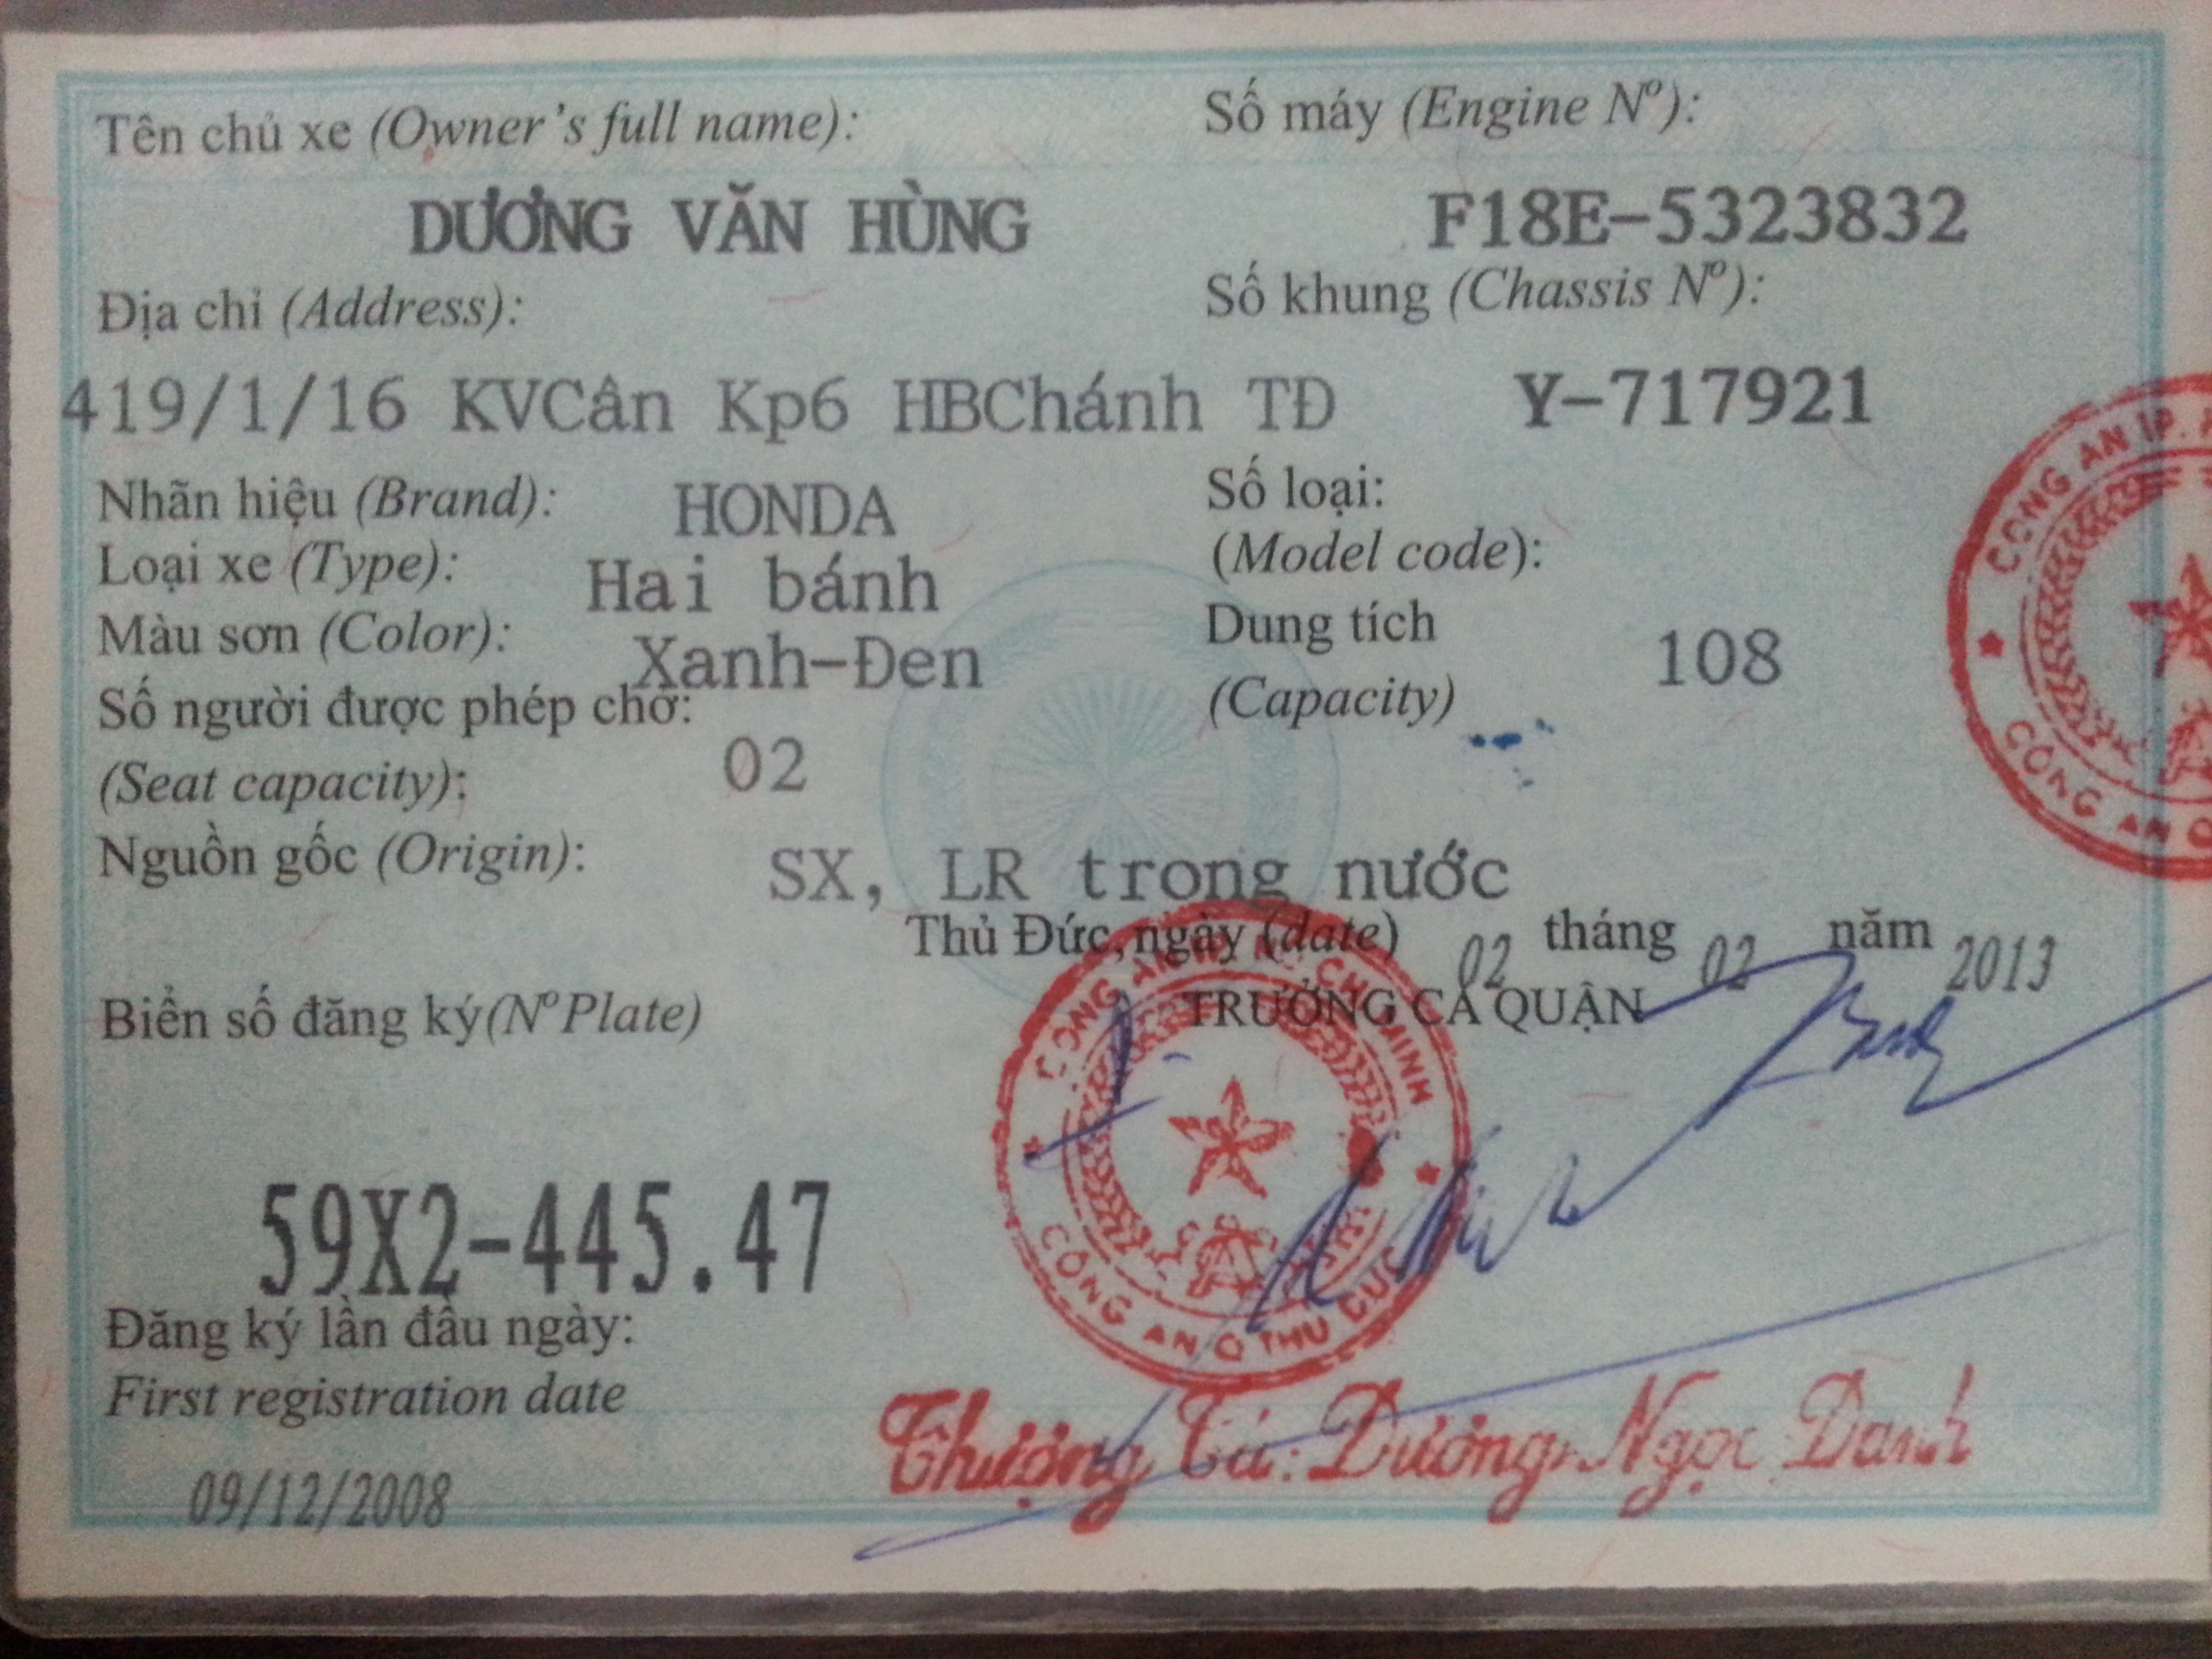 Tên chủ xe (Owner's full name):
DƯƠNG VĂN HÙNG
Địa chỉ (Address):
419/1/16 KVCân Kp6 HBChánh TĐ
Số máy (Engine Nº):
F18E-5323832
Số khung (Chassis Nº):
Y-717921
Nhãn hiệu (Brand): HONDA
Loại xe (Type): Hai bánh
Màu sơn (Color): Xanh-Đen
Số người được phép chở:
(Seat capacity): 02
Số loại:
(Model code):
Dung tích
(Capacity) 108
Nguồn gốc (Origin): SX, LR trong nước
Thủ Đức, ngày (date) 02 tháng 02 năm 2013
TRƯỞNG CA QUẬN
Biển số đăng ký(Nº Plate)
59X2-445.47
Đăng ký lần đầu ngày:
First registration date
09/12/2008
CÔNG AN TP. HỒ CHÍ MINH
CÔNG AN Q THỦ ĐỨC
Thượng Tá: Dương Ngọc Danh
CÔNG AN TP.
CÔNG AN Q